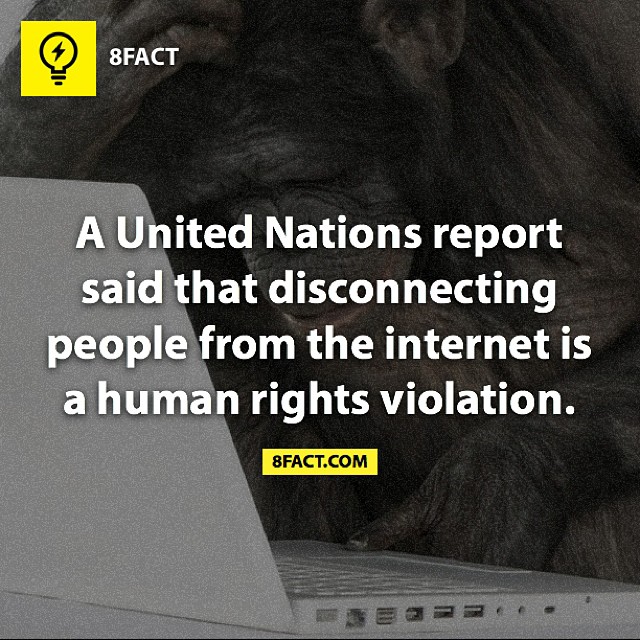 8FACT
A United Nations report
said that disconnecting
people from the internet is
a human rights violation.
8FACT.COM